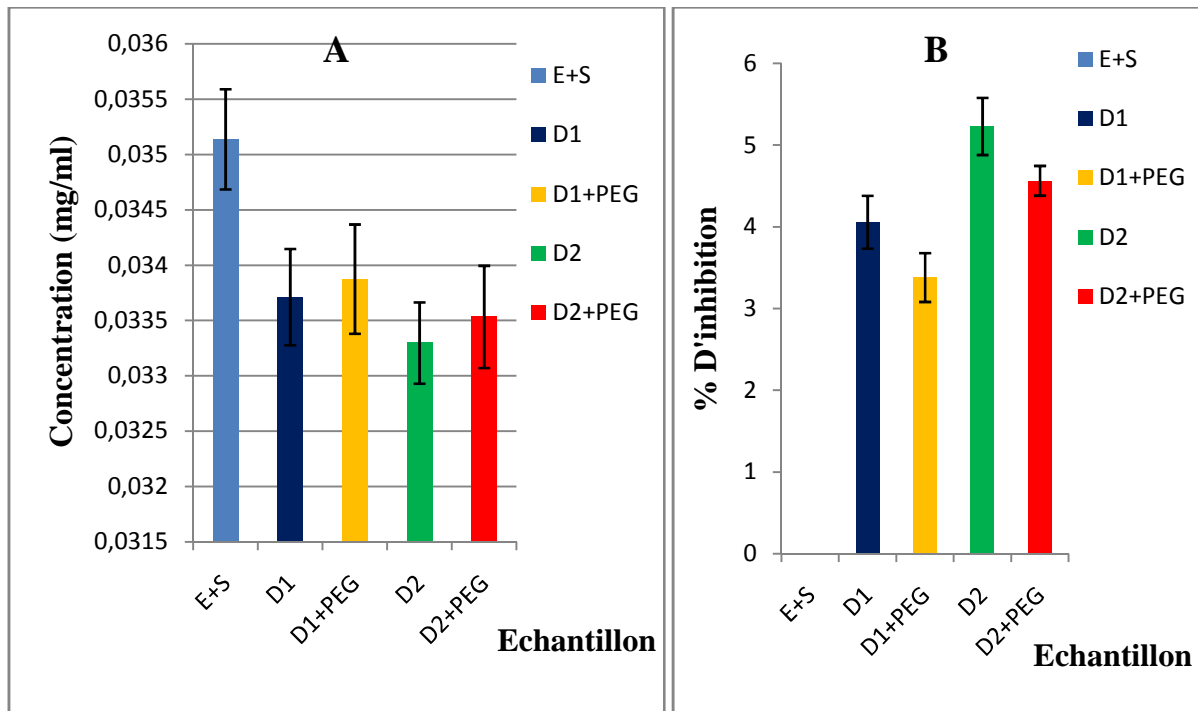 A
Concentration (mg/ml)
0,036
0,0355
0,035
0,0345
0,034
0,0335
0,033
0,0325
0,032
0,0315
E+S
D1
D1+PEG
D2
D2+PEG
Echantillon
E+S
D1
D1+PEG
D2
D2+PEG
B
% D'inhibition
6
5
4
3
2
1
0
E+S
D1
D1+PEG
D2
D2+PEG
Echantillon
E+S
D1
D1+PEG
D2
D2+PEG